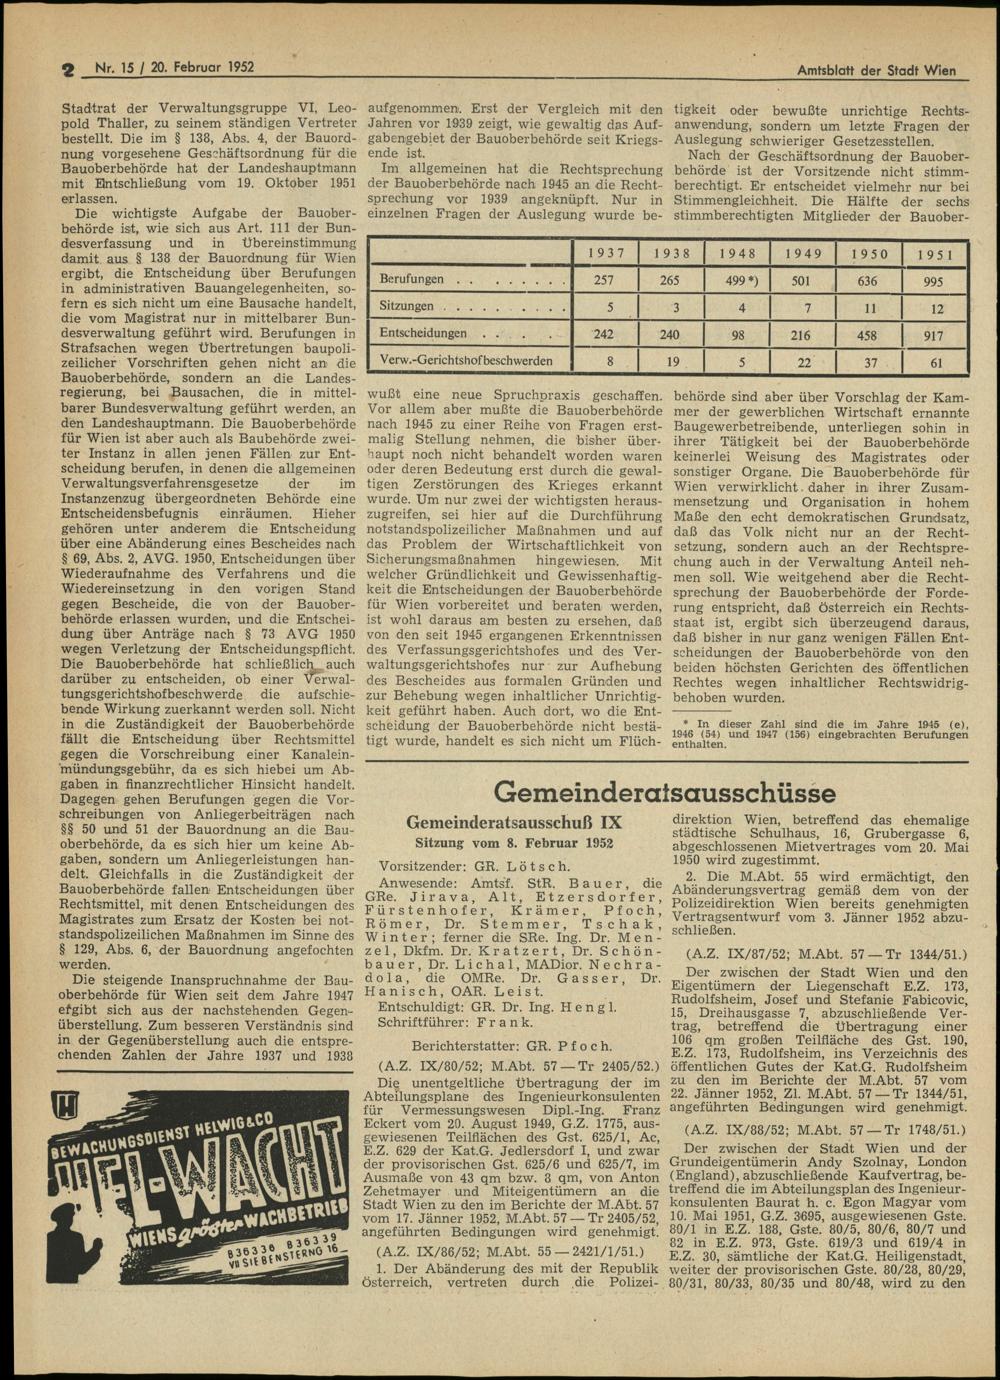 2 Nr. 15 / 20. Februar 1952
Amtsblatt der Stadt Wien
Stadtrat der Verwaltungsgruppe VI, Leo-
pold Thaller, zu seinem ständigen Vertreter
bestellt. Die im § 138, Abs. 4, der Bauord-
nung vorgesehene Geschäftsordnung für die
Bauoberbehörde hat der Landeshauptmann
mit Entschließung vom 19. Oktober 1951
erlassen.
Die wichtigste Aufgabe der Bauober-
behörde ist, wie sich aus Art. 111 der Bun-
desverfassung und in Übereinstimmung
damit aus § 138 der Bauordnung für Wien
ergibt, die Entscheidung über Berufungen
in administrativen Bauangelegenheiten, so-
fern es sich nicht um eine Bausache handelt,
die vom Magistrat nur in mittelbarer Bun-
desverwaltung geführt wird. Berufungen in
Strafsachen wegen Übertretungen baupoli-
zeilicher Vorschriften gehen nicht an die
Bauoberbehörde, sondern an die Landes-
regierung, bei Bausachen, die in mittel-
barer Bundesverwaltung geführt werden, an
den Landeshauptmann. Die Bauoberbehörde
für Wien ist aber auch als Baubehörde zwei-
ter Instanz in allen jenen Fällen zur Ent-
scheidung berufen, in denen die allgemeinen
Verwaltungsverfahrensgesetze der im
Instanzenzug übergeordneten Behörde eine
Entscheidensbefugnis einräumen. Hieher
gehören unter anderem die Entscheidung
über eine Abänderung eines Bescheides nach
§ 69, Abs. 2, AVG. 1950, Entscheidungen über
Wiederaufnahme des Verfahrens und die
Wiedereinsetzung in den vorigen Stand
gegen Bescheide, die von der Bauober-
behörde erlassen wurden, und die Entschei-
dung über Anträge nach § 73 AVG 1950
wegen Verletzung der Entscheidungspflicht.
Die Bauoberbehörde hat schließlich auch
darüber zu entscheiden, ob einer Verwal-
tungsgerichtshofbeschwerde die aufschie-
bende Wirkung zuerkannt werden soll. Nicht
in die Zuständigkeit der Bauoberbehörde
fällt die Entscheidung über Rechtsmittel
gegen die Vorschreibung einer Kanalein-
mündungsgebühr, da es sich hiebei um Ab-
gaben in finanzrechtlicher Hinsicht handelt.
Dagegen gehen Berufungen gegen die Vor-
schreibungen von Anliegerbeiträgen nach
§§ 50 und 51 der Bauordnung an die Bau-
oberbehörde, da es sich hier um keine Ab-
gaben, sondern um Anliegerleistungen han-
delt. Gleichfalls in die Zuständigkeit der
Bauoberbehörde fallen Entscheidungen über
Rechtsmittel, mit denen Entscheidungen des
Magistrates zum Ersatz der Kosten bei not-
standspolizeilichen Maßnahmen im Sinne des
§ 129, Abs. 6, der Bauordnung angefochten
werden.
Die steigende Inanspruchnahme der Bau-
oberbehörde für Wien seit dem Jahre 1947
ergibt sich aus der nachstehenden Gegen-
überstellung. Zum besseren Verständnis sind
in der Gegenüberstellung auch die entspre-
chenden Zahlen der Jahre 1937 und 1938
aufgenommen. Erst der Vergleich mit den
Jahren vor 1939 zeigt, wie gewaltig das Auf-
gabengebiet der Bauoberbehörde seit Kriegs-
ende ist.
Im allgemeinen hat die Rechtsprechung
der Bauoberbehörde nach 1945 an die Recht-
sprechung vor 1939 angeknüpft. Nur in
einzelnen Fragen der Auslegung wurde be-
tigkeit oder bewußte unrichtige Rechts-
anwendung, sondern um letzte Fragen der
Auslegung schwieriger Gesetzesstellen.
Nach der Geschäftsordnung der Bauober-
behörde ist der Vorsitzende nicht stimm-
berechtigt. Er entscheidet vielmehr nur bei
Stimmengleichheit. Die Hälfte der sechs
stimmberechtigten Mitglieder der Bauober-
1937 1938 1948 1949 1950 1951
Berufungen . . . . . . . . . 257 265 499*) 501 636 995
Sitzungen . . . . . . . . . . 5 3 4 7 11 12
Entscheidungen . . . . . 242 240 98 216 458 917
Verw.-Gerichtshofbeschwerden 8 19 5 22 37 61
wußt eine neue Spruchpraxis geschaffen.
Vor allem aber mußte die Bauoberbehörde
nach 1945 zu einer Reihe von Fragen erst-
malig Stellung nehmen, die bisher über-
haupt noch nicht behandelt worden waren
oder deren Bedeutung erst durch die gewal-
tigen Zerstörungen des Krieges erkannt
wurde. Um nur zwei der wichtigsten heraus-
zugreifen, sei hier auf die Durchführung
notstandspolizeilicher Maßnahmen und auf
das Problem der Wirtschaftlichkeit von
Sicherungsmaßnahmen hingewiesen. Mit
welcher Gründlichkeit und Gewissenhaftig-
keit die Entscheidungen der Bauoberbehörde
für Wien vorbereitet und beraten werden,
ist wohl daraus am besten zu ersehen, daß
von den seit 1945 ergangenen Erkenntnissen
des Verfassungsgerichtshofes und des Ver-
waltungsgerichtshofes nur zur Aufhebung
des Bescheides aus formalen Gründen und
zur Behebung wegen inhaltlicher Unrichtig-
keit geführt haben. Auch dort, wo die Ent-
scheidung der Bauoberbehörde nicht bestä-
tigt wurde, handelt es sich nicht um Flüch-
behörde sind aber über Vorschlag der Kam-
mer der gewerblichen Wirtschaft ernannte
Baugewerbetreibende, unterliegen sohin in
ihrer Tätigkeit bei der Bauoberbehörde
keinerlei Weisung des Magistrates oder
sonstiger Organe. Die Bauoberbehörde für
Wien verwirklicht daher in ihrer Zusam-
mensetzung und Organisation in hohem
Maße den echt demokratischen Grundsatz,
daß das Volk nicht nur an der Recht-
setzung, sondern auch an der Rechtspre-
chung auch in der Verwaltung Anteil neh-
men soll. Wie weitgehend aber die Recht-
sprechung der Bauoberbehörde der Forde-
rung entspricht, daß Österreich ein Rechts-
staat ist, ergibt sich überzeugend daraus,
daß bisher in nur ganz wenigen Fällen Ent-
scheidungen der Bauoberbehörde von den
beiden höchsten Gerichten des öffentlichen
Rechtes wegen inhaltlicher Rechtswidrig-
behoben wurden.
* In dieser Zahl sind die im Jahre 1945 (e),
1946 (54) und 1947 (156) eingebrachten Berufungen
enthalten.
Gemeinderatsausschüsse
Gemeinderatsausschuß IX
Sitzung vom 8. Februar 1952
Vorsitzender: GR. Lötsch.
Anwesende: Amtsf. StR. Bauer, die
GRe. Jirava, Alt, Etzersdorfer,
Fürstenhofer, Krämer, Pfoch,
Römer, Dr. Stemmer, Tschak,
Winter; ferner die SRe. Ing. Dr. Men-
zel, Dkfm. Dr. Kratzert, Dr. Schön-
bauer, Dr. Lichal, MADior. Nechra-
dola, die OMRe. Dr. Gasser, Dr.
Hanisch, OAR. Leist.
Entschuldigt: GR. Dr. Ing. Hengl.
Schriftführer: Frank.
Berichterstatter: GR. Pfoch.
(A.Z. IX/80/52; M.Abt. 57 — Tr 2405/52.)
Die unentgeltliche Übertragung der im
Abteilungsplane des Ingenieurkonsulenten
für Vermessungswesen Dipl.-Ing. Franz
Eckert vom 20. August 1949, G.Z. 1775, aus-
gewiesenen Teilflächen des Gst. 625/1, Ac,
E.Z. 629 der Kat.G. Jedlersdorf I, und zwar
der provisorischen Gst. 625/6 und 625/7, im
Ausmaße von 43 qm bzw. 8 qm, von Anton
Zehetmayer und Miteigentümern an die
Stadt Wien zu den im Berichte der M.Abt. 57
vom 17. Jänner 1952, M.Abt. 57 — Tr 2405/52,
angeführten Bedingungen wird genehmigt.
(A.Z. IX/86/52; M.Abt. 55 — 2421/1/51.)
1. Der Abänderung des mit der Republik
Österreich, vertreten durch die Polizei-
direktion Wien, betreffend das ehemalige
städtische Schulhaus, 16, Grubergasse 6,
abgeschlossenen Mietvertrages vom 20. Mai
1950 wird zugestimmt.
2. Die M.Abt. 55 wird ermächtigt, den
Abänderungsvertrag gemäß dem von der
Polizeidirektion Wien bereits genehmigten
Vertragsentwurf vom 3. Jänner 1952 abzu-
schließen.
(A.Z. IX/87/52; M.Abt. 57 — Tr 1344/51.)
Der zwischen der Stadt Wien und den
Eigentümern der Liegenschaft E.Z. 173,
Rudolfsheim, Josef und Stefanie Fabicovic,
15, Dreihausgasse 7, abzuschließende Ver-
trag, betreffend die Übertragung einer
106 qm großen Teilfläche des Gst. 190,
E.Z. 173, Rudolfsheim, ins Verzeichnis des
öffentlichen Gutes der Kat.G. Rudolfsheim
zu den im Berichte der M.Abt. 57 vom
22. Jänner 1952, Zl. M.Abt. 57 — Tr 1344/51,
angeführten Bedingungen wird genehmigt.
(A.Z. IX/88/52; M.Abt. 57 — Tr 1748/51.)
Der zwischen der Stadt Wien und der
Grundeigentümerin Andy Szolnay, London
(England), abzuschließende Kaufvertrag, be-
treffend die im Abteilungsplan des Ingenieur-
konsulenten Baurat h. c. Egon Magyar vom
10. Mai 1951, G.Z. 3695, ausgewiesenen Gste.
80/1 in E.Z. 188, Gste. 80/5, 80/6, 80/7 und
82 in E.Z. 973, Gste. 619/3 und 619/4 in
E.Z. 30, sämtliche der Kat.G. Heiligenstadt,
weiter der provisorischen Gste. 80/28, 80/29,
80/31, 80/33, 80/35 und 80/48, wird zu den
H
BEWACHUNGSDIENST HELWIG & CO
HEL-WACHT
WIENS größter WACHBETRIEB
B36336 B36339
VII SIEBENSTERNG 16